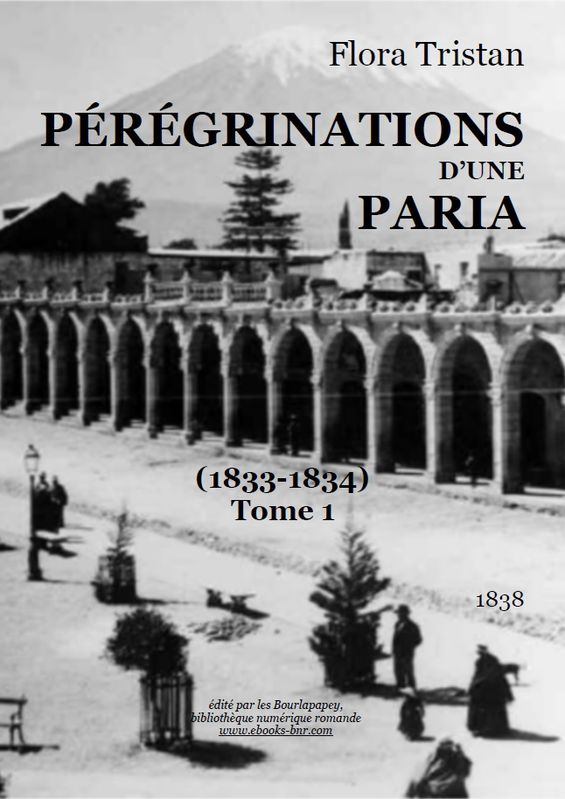 Flora Tristan
PÉRÉGRINATIONS
D’UNE
PARIA
(1833-1834)
Tome 1
1838
édité par les Bourlapapey,
bibliothèque numérique romande
www.ebooks-bnr.com